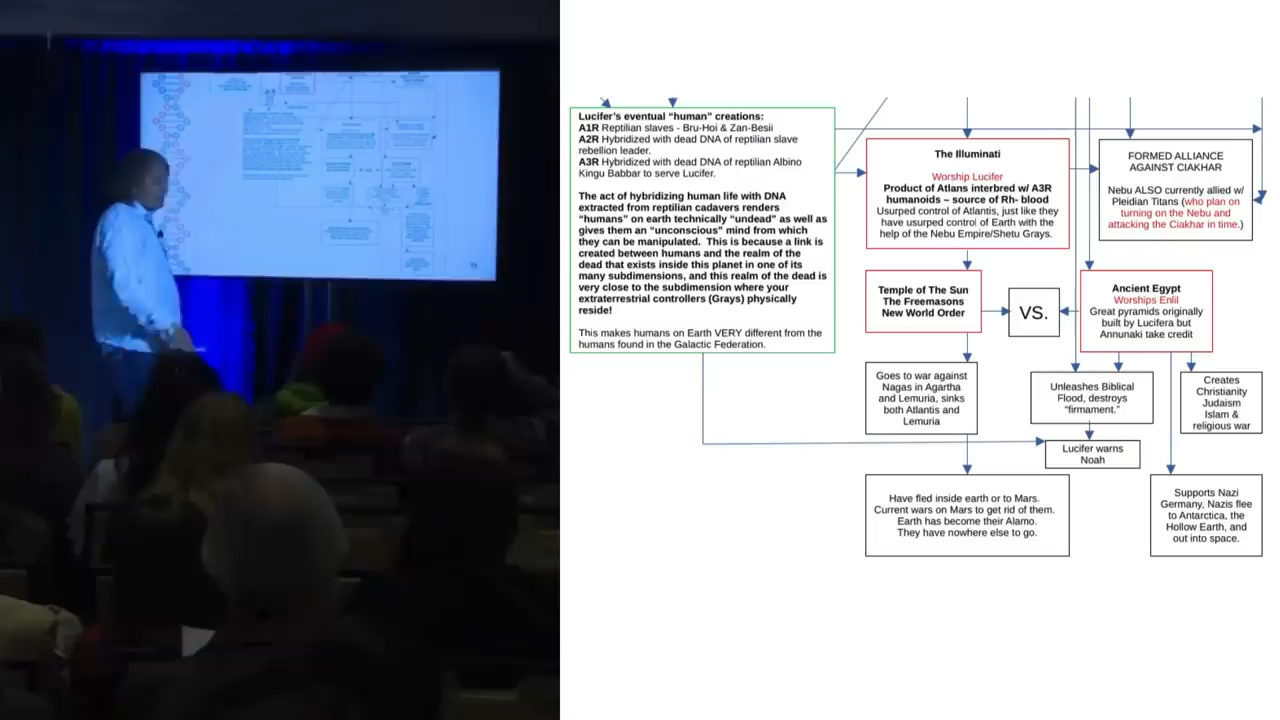 Lucifer's eventual “human” creations:
A1R Reptilian slaves - Bru-Hoi & Zan-Besii
A2R Hybridized with dead DNA of reptilian slave
rebellion leader.
A3R Hybridized with dead DNA of reptilian Albino
Kingu Babbar to serve Lucifer.
The act of hybridizing human life with DNA
extracted from reptilian cadavers renders
“humans” on earth technically “undead” as well as
gives them an “unconscious” mind from which
they can be manipulated. This is because a link is
created between humans and the realm of the
dead that exists inside this planet in one of its
many subdimensions, and this realm of the dead is
very close to the subdimension where your
extraterrestrial controllers (Grays) physically
reside!
This makes humans on Earth VERY different from the
humans found in the Galactic Federation.
The Illuminati
Worship Lucifer
Product of Atlans interbred w/ A3R
humanoids – source of Rh- blood
Usurped control of Atlantis, just like they
have usurped control of Earth with the
help of the Nebu Empire/Shetu Grays.
FORMED ALLIANCE
AGAINST CIAKHAR
Nebu ALSO currently allied w/
Pleidian Titans (who plan on
turning on the Nebu and
attacking the Ciakhar in time.)
Temple of The Sun
The Freemasons
New World Order
VS.
Ancient Egypt
Worships Enlil
Great pyramids originally
built by Lucifera but
Annunaki take credit
Goes to war against
Nagas in Agartha
and Lemuria, sinks
both Atlantis and
Lemuria
Unleashes Biblical
Flood, destroys
“firmament.”
Creates
Christianity
Judaism
Islam &
religious war
Lucifer warns
Noah
Have fled inside earth or to Mars.
Current wars on Mars to get rid of them.
Earth has become their Alamo.
They have nowhere else to go.
Supports Nazi
Germany, Nazis flee
to Antarctica, the
Hollow Earth, and
out into space.